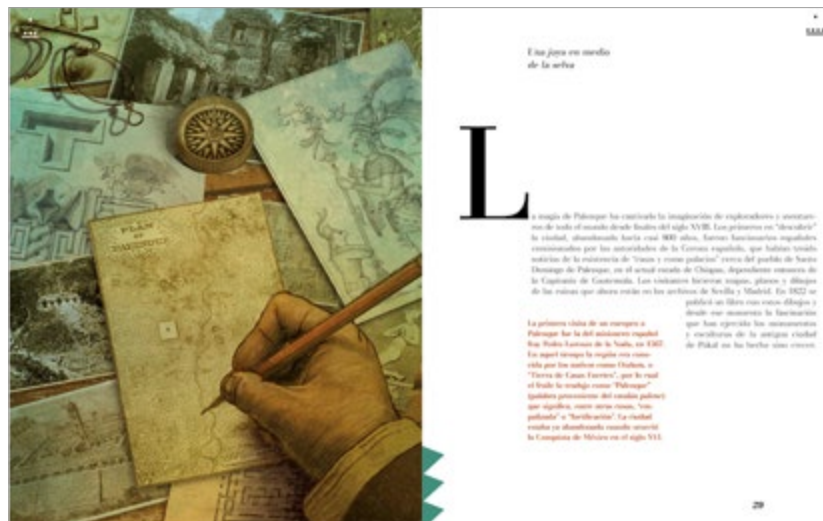 PLAN
DE
PALENQUE
Una joya en medio
de la selva
La magia de Palenque ha cautivado la imaginación de exploradores y aventure-
ros de todo el mundo desde finales del siglo XVIII. Los primeros en "descubrir"
la ciudad, abandonada hacía casi 800 años, fueron funcionarios españoles
comisionados por las autoridades de la Corona española, que habían tenido
noticias de la existencia de "casas y como palacios" cerca del pueblo de Santo
Domingo de Palenque, en el actual estado de Chiapas, dependiente entonces de
la Capitanía de Guatemala. Los visitantes hicieron mapas, planos y dibujos
de las ruinas que ahora están en los archivos de Sevilla y Madrid. En 1822 se
publicó un libro con estos dibujos y
desde ese momento la fascinación
que han ejercido los monumentos
y esculturas de la antigua ciudad
de Pakal no ha hecho sino crecer.
La primera visita de un europeo a
Palenque fue la del misionero español
fray Pedro Lorenzo de la Nada, en 1567.
En aquel tiempo la región era cono-
cida por los nativos como Otolum, o
"Tierra de Casas Fuertes", por lo cual
el fraile lo tradujo como "Palenque"
(palabra proveniente del catalán palenc)
que significa, entre otras cosas, "em-
palizada" o "fortificación". La ciudad
estaba ya abandonada cuando ocurrió
la Conquista de México en el siglo XVI.
29